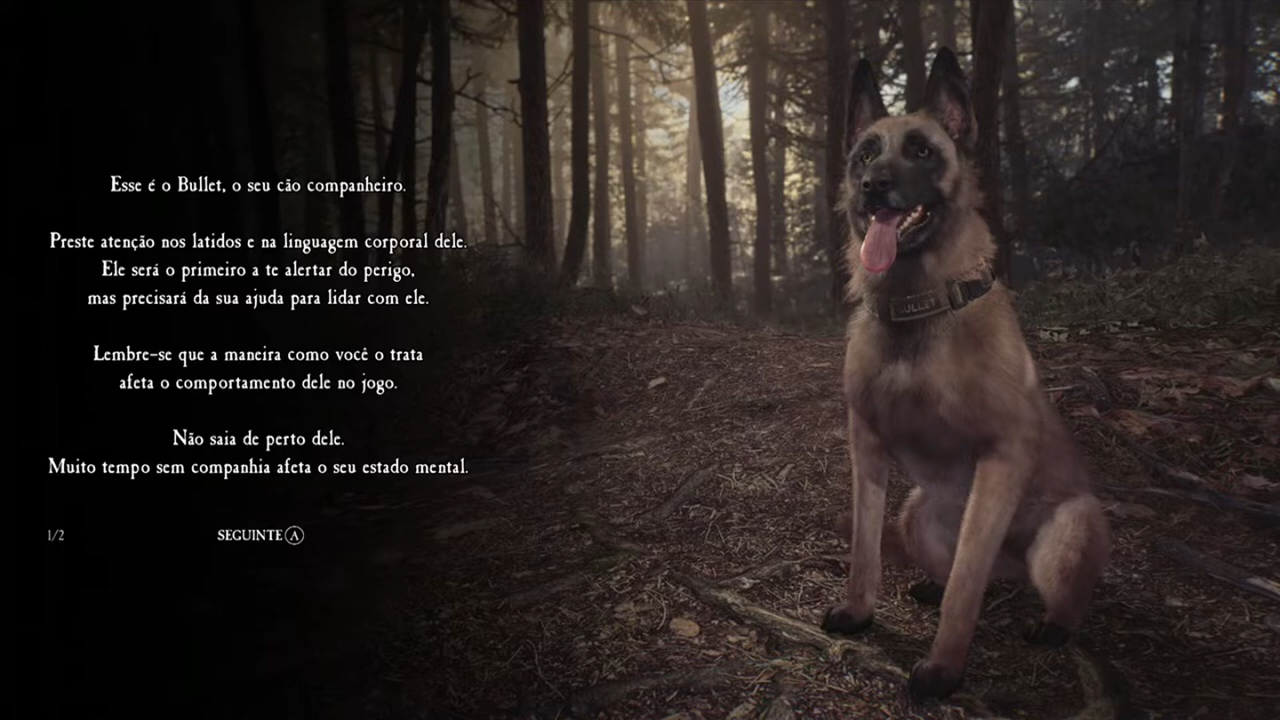 Esse é o Bullet, o seu cão companheiro.
Preste atenção nos latidos e na linguagem corporal dele.
Ele será o primeiro a te alertar do perigo,
mas precisará da sua ajuda para lidar com ele.
Lembre-se que a maneira como você o trata
afeta o comportamento dele no jogo.
Não saia de perto dele.
Muito tempo sem companhia afeta o seu estado mental.
1/2
SEGUINTE A
BULLET